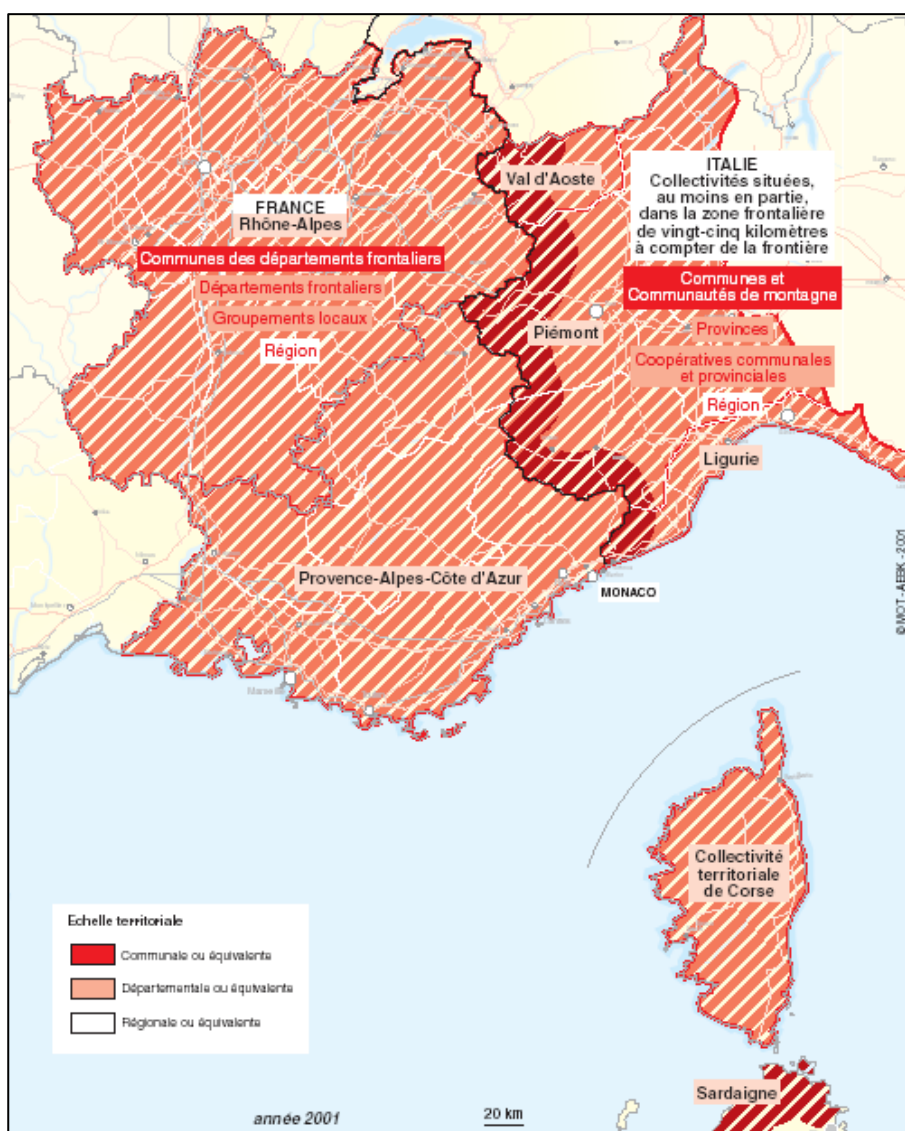 FRANCE
Rhône-Alpes
Communes des départements frontaliers
Départements frontaliers
Groupements locaux
Région
Val d'Aoste
ITALIE
Collectivités situées,
au moins en partie,
dans la zone frontalière
de vingt-cinq kilomètres
à compter de la frontière
Communes et
Communautés de montagne
Piémont
Provinces
Coopératives communales
et provinciales
Région
Ligurie
Provence-Alpes-Côte d'Azur
MONACO
Marseille
©MOT-AEBK-2001
Collectivité
territoriale
de Corse
Sardaigne
Echelle territoriale
Communale ou équivalente
Départementale ou équivalente
Régionale ou équivalente
année 2001
20 km